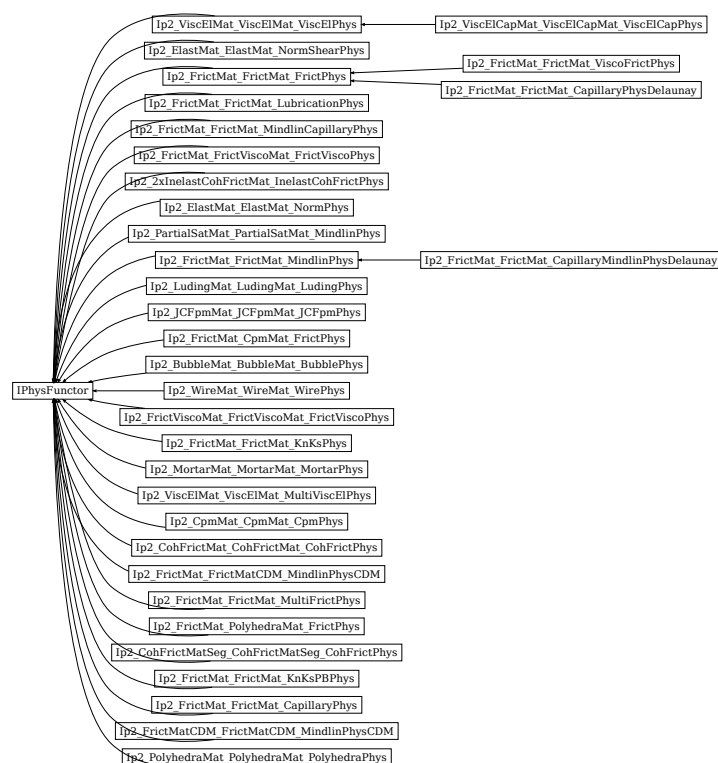 Ip2_ViscElMat_ViscElMat_ViscElPhys
Ip2_ViscElCapMat_ViscElCapMat_ViscElCapPhys
Ip2_ElastMat_ElastMat_NormShearPhys
Ip2_FrictMat_FrictMat_ViscoFrictPhys
Ip2_FrictMat_FrictMat_FrictPhys
Ip2_FrictMat_FrictMat_CapillaryPhysDelaunay
Ip2_FrictMat_FrictMat_LubricationPhys
Ip2_FrictMat_FrictMat_MindlinCapillaryPhys
Ip2_FrictMat_FrictViscoMat_FrictViscoPhys
Ip2_2xInelastCohFrictMat_InelastCohFrictPhys
Ip2_ElastMat_ElastMat_NormPhys
Ip2_PartialSatMat_PartialSatMat_MindlinPhys
Ip2_FrictMat_FrictMat_MindlinPhys
Ip2_FrictMat_FrictMat_CapillaryMindlinPhysDelaunay
Ip2_LudingMat_LudingMat_LudingPhys
Ip2_JCFpmMat_JCFpmMat_JCFpmPhys
Ip2_FrictMat_CpmMat_FrictPhys
Ip2_BubbleMat_BubbleMat_BubblePhys
IPhysFunctor
Ip2_WireMat_WireMat_WirePhys
Ip2_FrictViscoMat_FrictViscoMat_FrictViscoPhys
Ip2_FrictMat_FrictMat_KnKsPhys
Ip2_MortarMat_MortarMat_MortarPhys
Ip2_ViscElMat_ViscElMat_MultiViscElPhys
Ip2_CpmMat_CpmMat_CpmPhys
Ip2_CohFrictMat_CohFrictMat_CohFrictPhys
Ip2_FrictMat_FrictMatCDM_MindlinPhysCDM
Ip2_FrictMat_FrictMat_MultiFrictPhys
Ip2_FrictMat_PolyhedraMat_FrictPhys
Ip2_CohFrictMatSeg_CohFrictMatSeg_CohFrictPhys
Ip2_FrictMat_FrictMat_KnKsPBPhys
Ip2_FrictMat_FrictMat_CapillaryPhys
Ip2_FrictMatCDM_FrictMatCDM_MindlinPhysCDM
Ip2_PolyhedraMat_PolyhedraMat_PolyhedraPhys